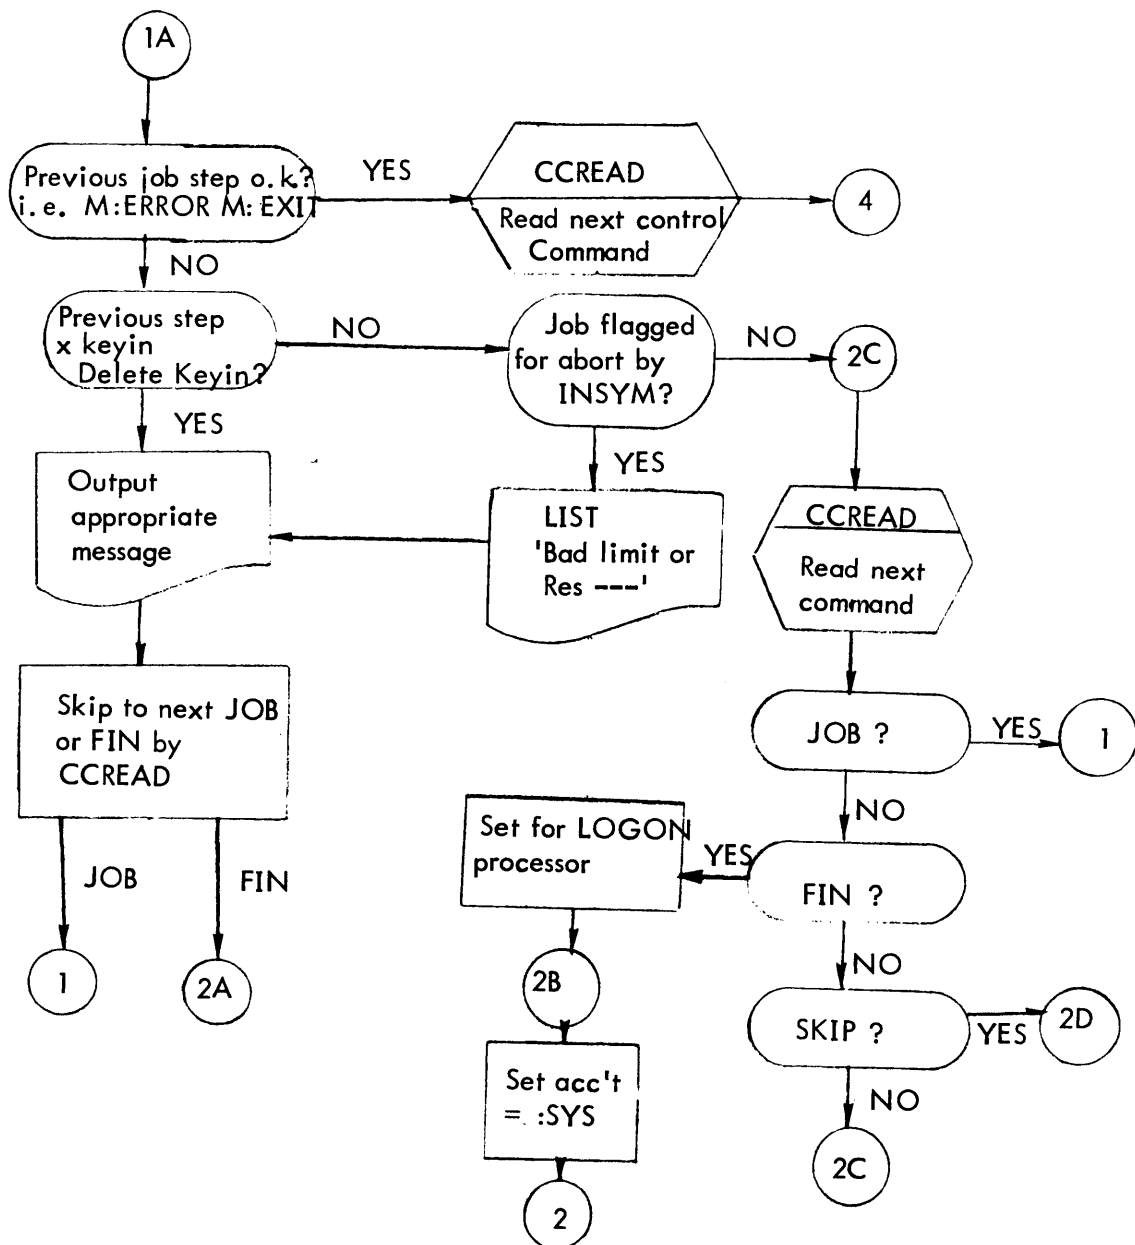 1A
Previous job step o.k.?
i.e. M:ERROR M:EXIT
YES
CCREAD
Read next control
Command
4
NO
Previous step
x keyin
Delete Keyin?
NO
Job flagged
for abort by
INSYM?
NO
2C
YES
YES
Output
appropriate
message
LIST
'Bad limit or
Res ---'
CCREAD
Read next
command
Skip to next JOB
or FIN by
CCREAD
JOB ?
YES
1
NO
Set for LOGON
processor
YES
FIN ?
JOB
FIN
NO
1
2A
2B
SKIP ?
YES
2D
Set acc't
= :SYS
NO
2C
2